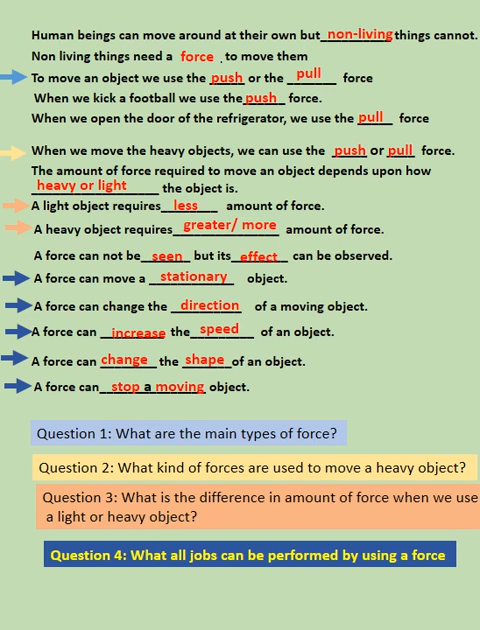 Human beings can move around at their own but non-living things cannot.
Non living things need a force . to move them
To move an object we use the push or the pull force
When we kick a football we use the push force.
When we open the door of the refrigerator, we use the pull force
When we move the heavy objects, we can use the push or pull force.
The amount of force required to move an object depends upon how
heavy or light the object is.
A light object requires less amount of force.
A heavy object requires greater/ more amount of force.
A force can not be seen but its effect can be observed.
A force can move a stationary object.
A force can change the direction of a moving object.
A force can increase the speed of an object.
A force can change the shape of an object.
A force can stop a moving object.
Question 1: What are the main types of force?
Question 2: What kind of forces are used to move a heavy object?
Question 3: What is the difference in amount of force when we use
a light or heavy object?
Question 4: What all jobs can be performed by using a force